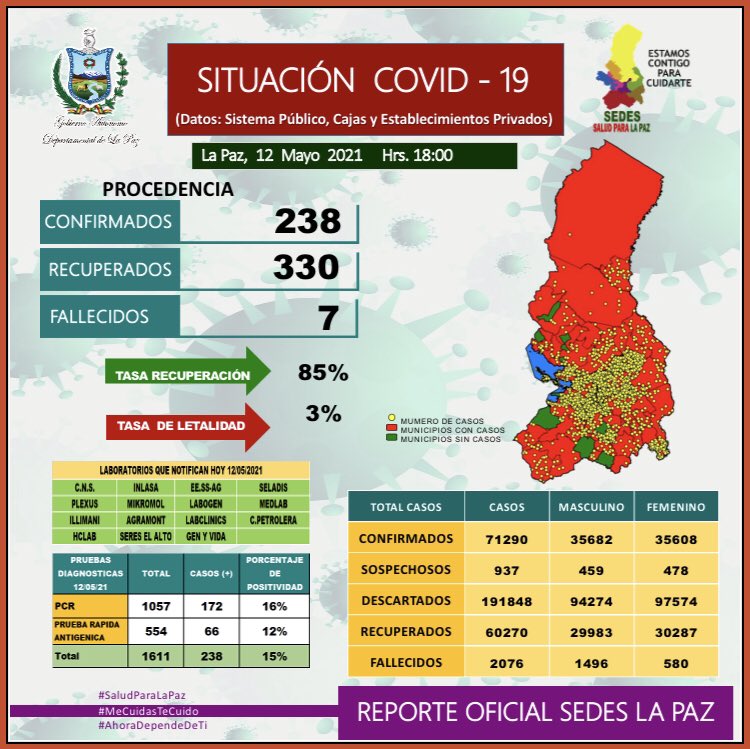 Gobierno Autonomo
Departamental de La Paz
SITUACIÓN COVID - 19
(Datos: Sistema Público, Cajas y Establecimientos Privados)
ESTAMOS
CONTIGO
PARA
CUIDARTE
SEDES
SALUD PARA LA PAZ
La Paz, 12 Mayo 2021 Hrs. 18:00
PROCEDENCIA
CONFIRMADOS 238
RECUPERADOS 330
FALLECIDOS 7
TASA RECUPERACIÓN 85%
TASA DE LETALIDAD 3%
MUMERO DE CASOS
MUNICIPIOS CON CASOS
MUNICIPIOS SIN CASOS
LABORATORIOS QUE NOTIFICAN HOY 12/05/2021
C.N.S. INLASA EE.SS-AG SELADIS
PLEXUS MIKROMOL LABOGEN MEDLAB
ILLIMANI AGRAMONT LABCLINICS C.PETROLERA
HCLAB SERES EL ALTO GEN Y VIDA
PRUEBAS DIAGNOSTICAS 12/05/21 TOTAL CASOS (+) PORCENTAJE DE POSITIVIDAD
PCR 1057 172 16%
PRUEBA RAPIDA ANTIGENICA 554 66 12%
Total 1611 238 15%
TOTAL CASOS CASOS MASCULINO FEMENINO
CONFIRMADOS 71290 35682 35608
SOSPECHOSOS 937 459 478
DESCARTADOS 191848 94274 97574
RECUPERADOS 60270 29983 30287
FALLECIDOS 2076 1496 580
#SaludParaLaPaz
#MeCuidasTeCuido
#AhoraDependeDeTi
REPORTE OFICIAL SEDES LA PAZ